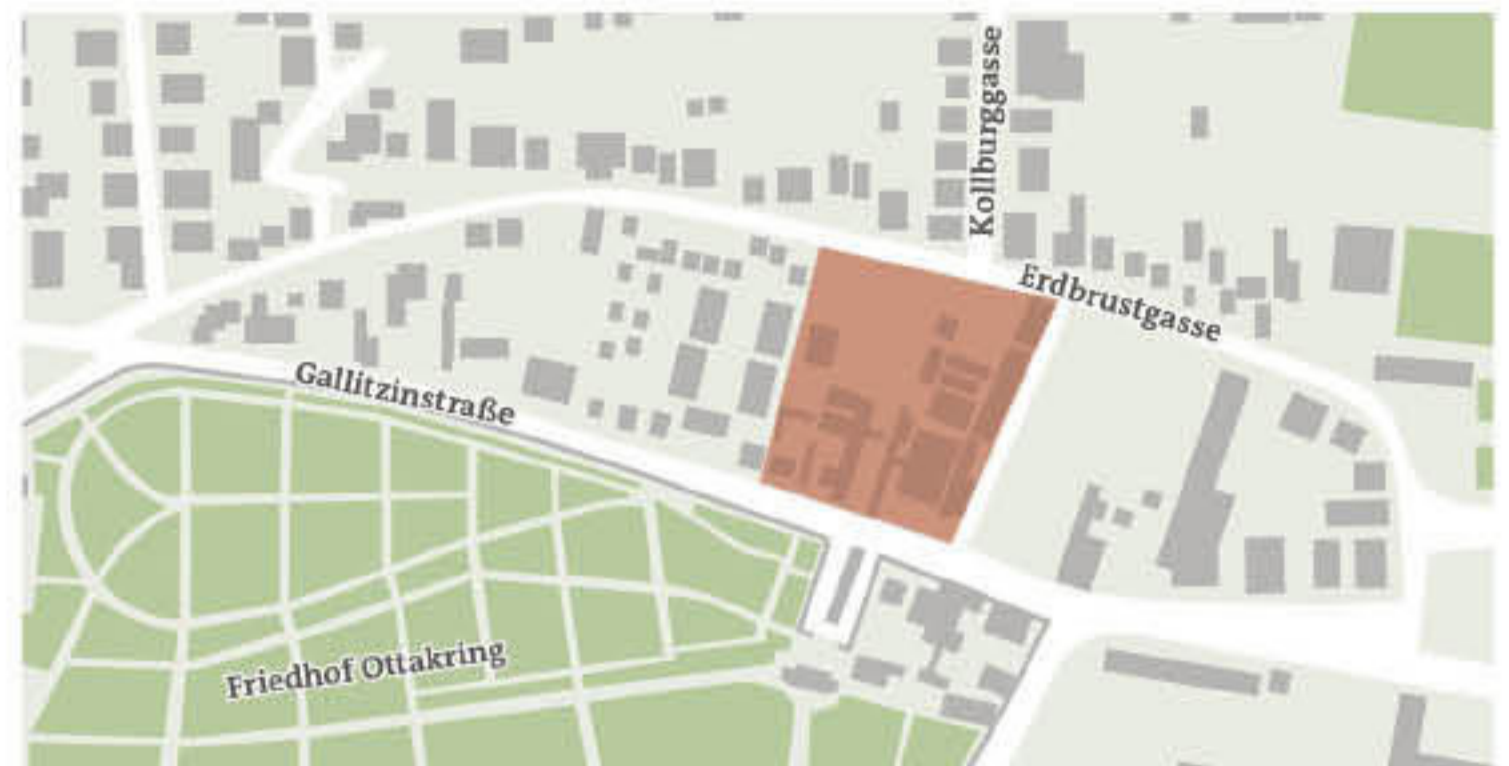 Kollburggasse
Erdbrustgasse
Gallitzinstraße
Friedhof Ottakring